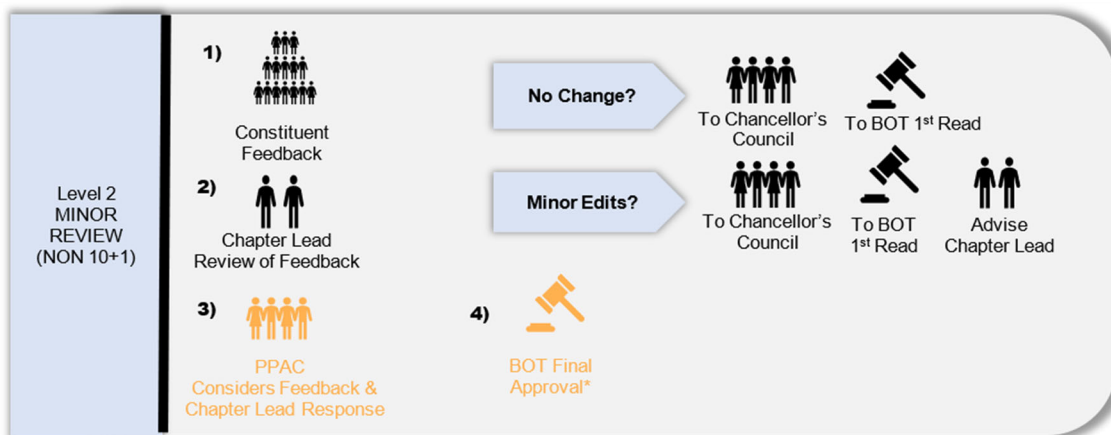 Level 2
MINOR
REVIEW
(NON 10+1)
1)
Constituent
Feedback
2)
Chapter Lead
Review of Feedback
3)
PPAC
Considers Feedback &
Chapter Lead Response
No Change?
To Chancellor's
Council
To BOT 1st Read
Minor Edits?
To Chancellor's
Council
To BOT
1st Read
Advise
Chapter Lead
4)
BOT Final
Approval*